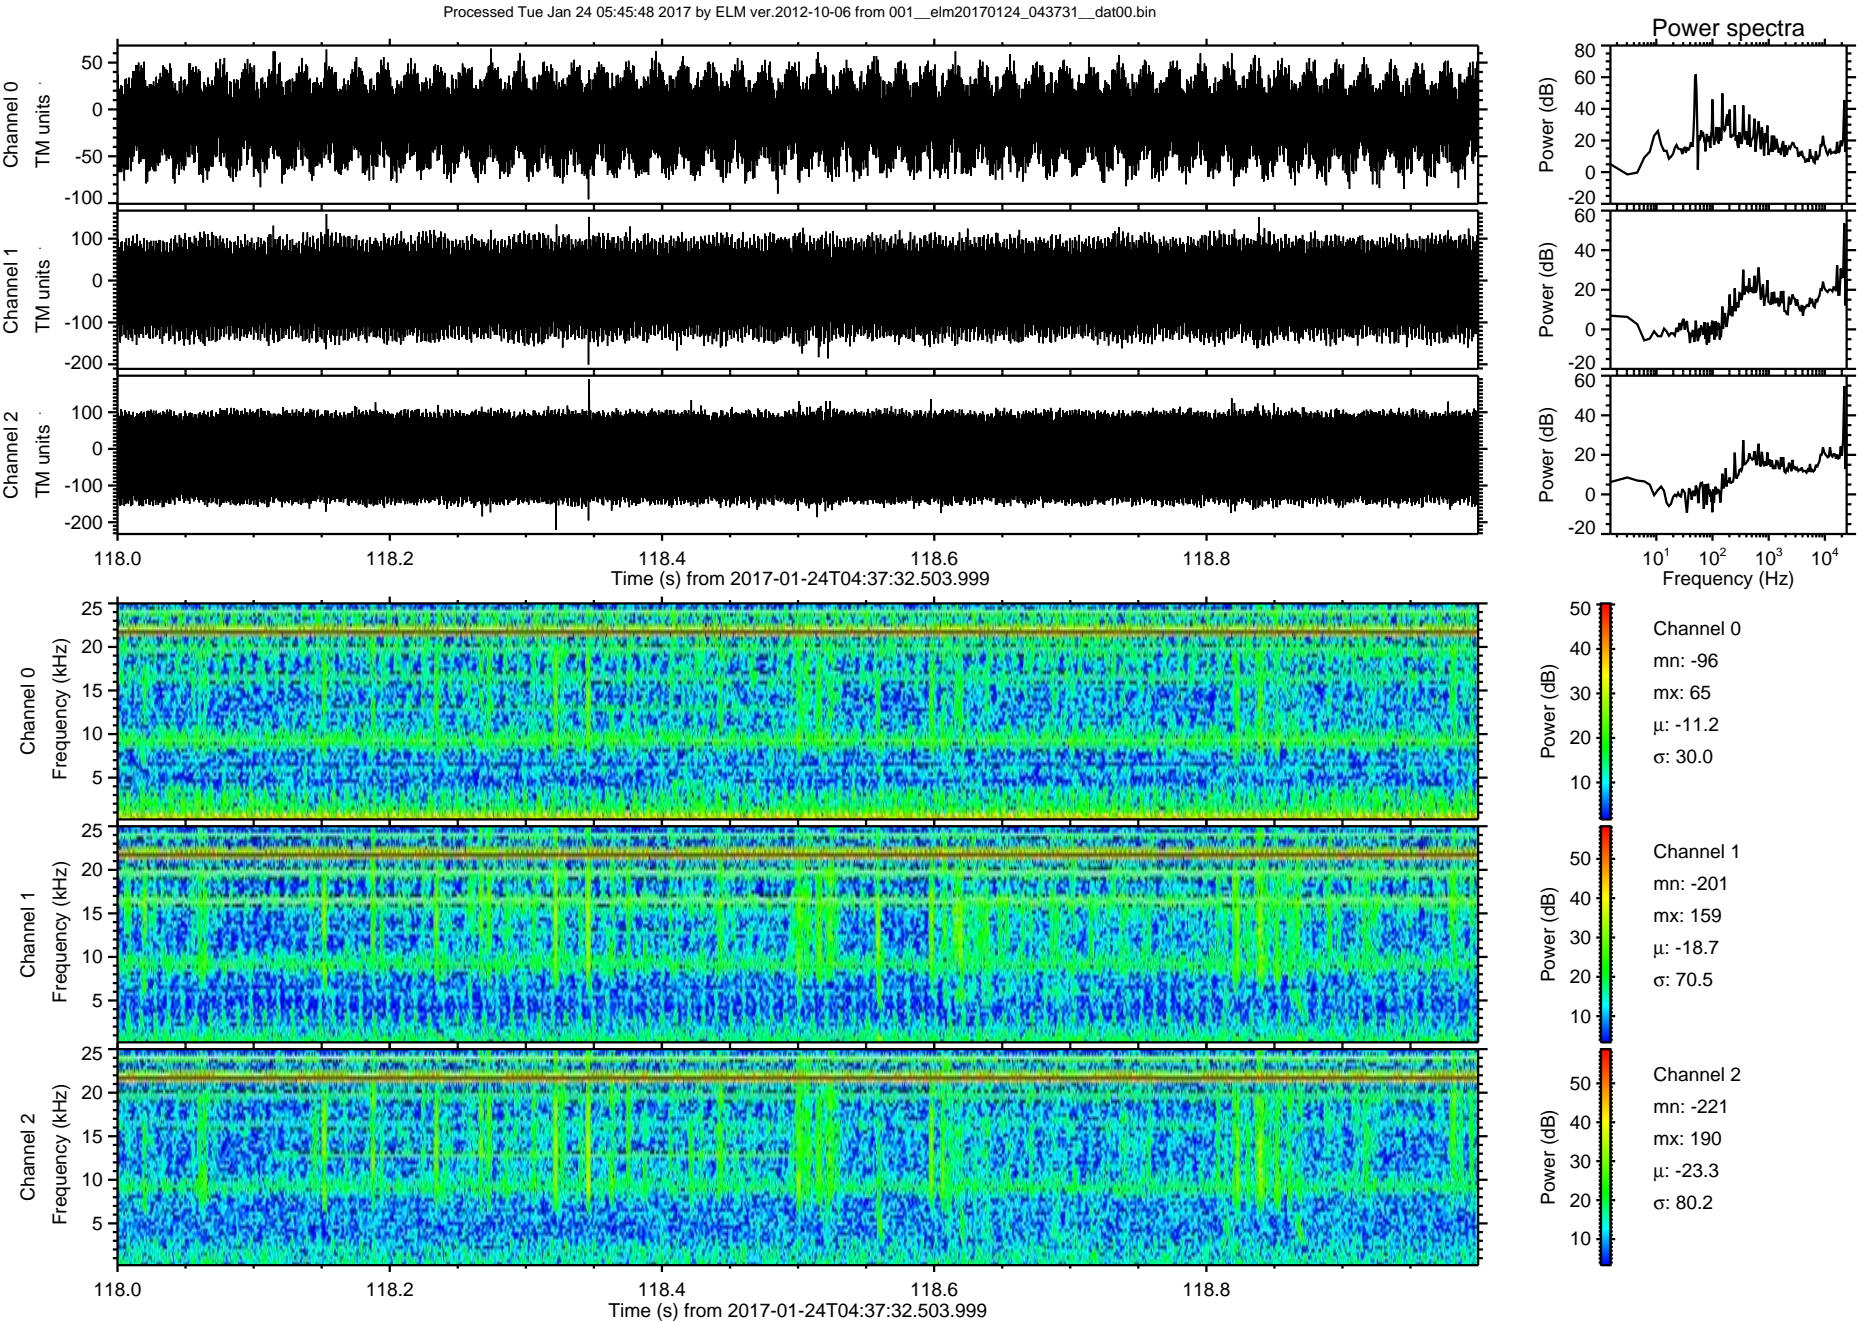 Processed Tue Jan 24 05:45:48 2017 by ELM ver.2012-10-06 from 001__elm20170124_043731__dat00.bin
Power spectra
Channel 0
TM units
50
0
-50
-100
Power (dB)
80
60
40
20
0
-20
Channel 1
TM units
100
0
-100
-200
Power (dB)
60
40
20
0
-20
Channel 2
TM units
100
0
-100
-200
Power (dB)
60
40
20
0
-20
118.0 118.2 118.4 118.6 118.8
Time (s) from 2017-01-24T04:37:32.503.999
10¹ 10² 10³ 10⁴
Frequency (Hz)
Channel 0
Frequency (kHz)
25
20
15
10
5
Power (dB)
50
40
30
20
10
Channel 0
mn: -96
mx: 65
µ: -11.2
σ: 30.0
Channel 1
Frequency (kHz)
25
20
15
10
5
Power (dB)
50
40
30
20
10
Channel 1
mn: -201
mx: 159
µ: -18.7
σ: 70.5
Channel 2
Frequency (kHz)
25
20
15
10
5
Power (dB)
50
40
30
20
10
Channel 2
mn: -221
mx: 190
µ: -23.3
σ: 80.2
118.0 118.2 118.4 118.6 118.8
Time (s) from 2017-01-24T04:37:32.503.999